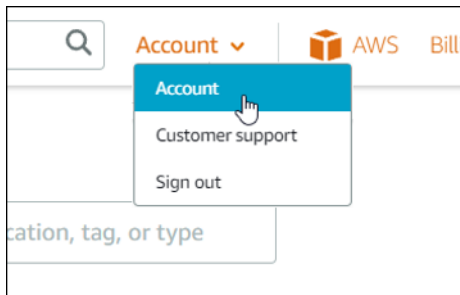 Account AWS Bill
Account
Customer support
Sign out
cation, tag, or type